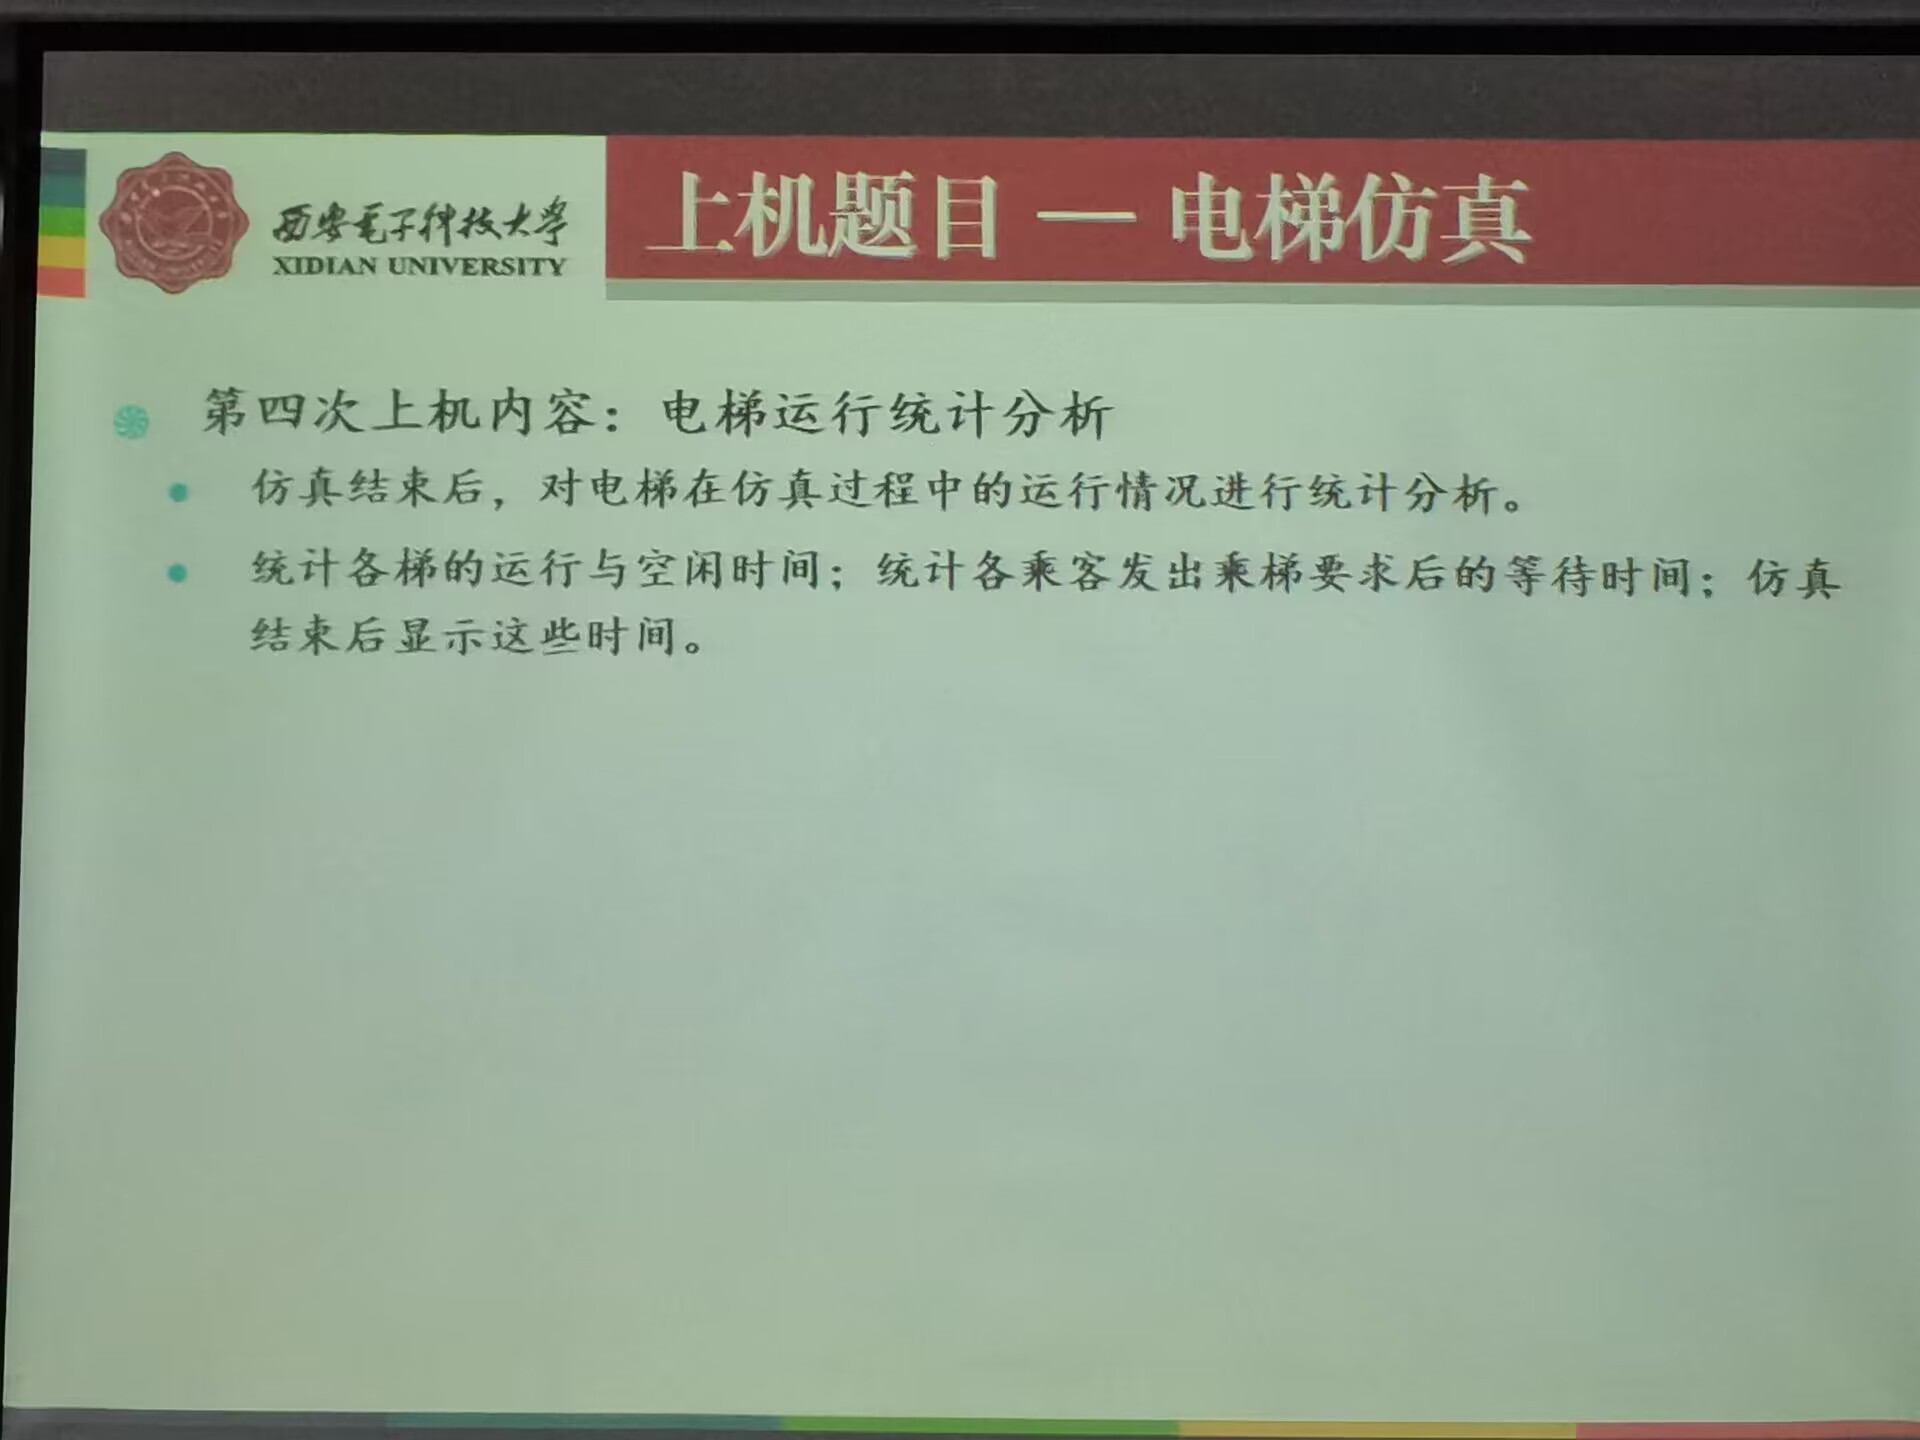 西安电子科技大学
XIDIAN UNIVERSITY
上机题目 — 电梯仿真
第四次上机内容：电梯运行统计分析
仿真结束后，对电梯在仿真过程中的运行情况进行统计分析。
统计各梯的运行与空闲时间；统计各乘客发出乘梯要求后的等待时间；仿真
结束后显示这些时间。